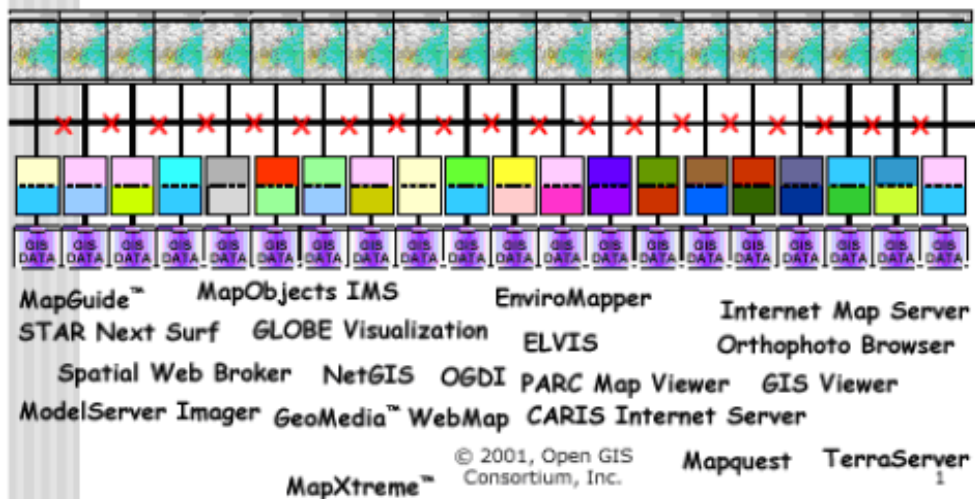 GIS DATA GIS DATA GIS DATA GIS DATA GIS DATA GIS DATA GIS DATA GIS DATA GIS DATA GIS DATA GIS DATA GIS DATA GIS DATA GIS DATA GIS DATA GIS DATA GIS DATA GIS DATA GIS DATA GIS DATA
MapGuide™ MapObjects IMS EnviroMapper Internet Map Server
STAR Next Surf GLOBE Visualization ELVIS Orthophoto Browser
Spatial Web Broker NetGIS OGDI PARC Map Viewer GIS Viewer
ModelServer Imager GeoMedia™ WebMap CARIS Internet Server
© 2001, Open GIS Mapquest TerraServer
Consortium, Inc. 1
MapXtreme™